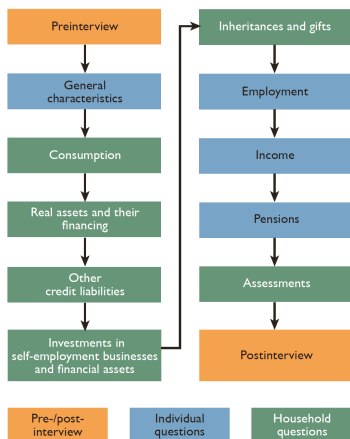 Preinterview
General
characteristics
Consumption
Real assets and their
financing
Other
credit liabilities
Investments in
self-employment businesses
and financial assets
Inheritances and gifts
Employment
Income
Pensions
Assessments
Postinterview
Pre-/post-
interview
Individual
questions
Household
questions